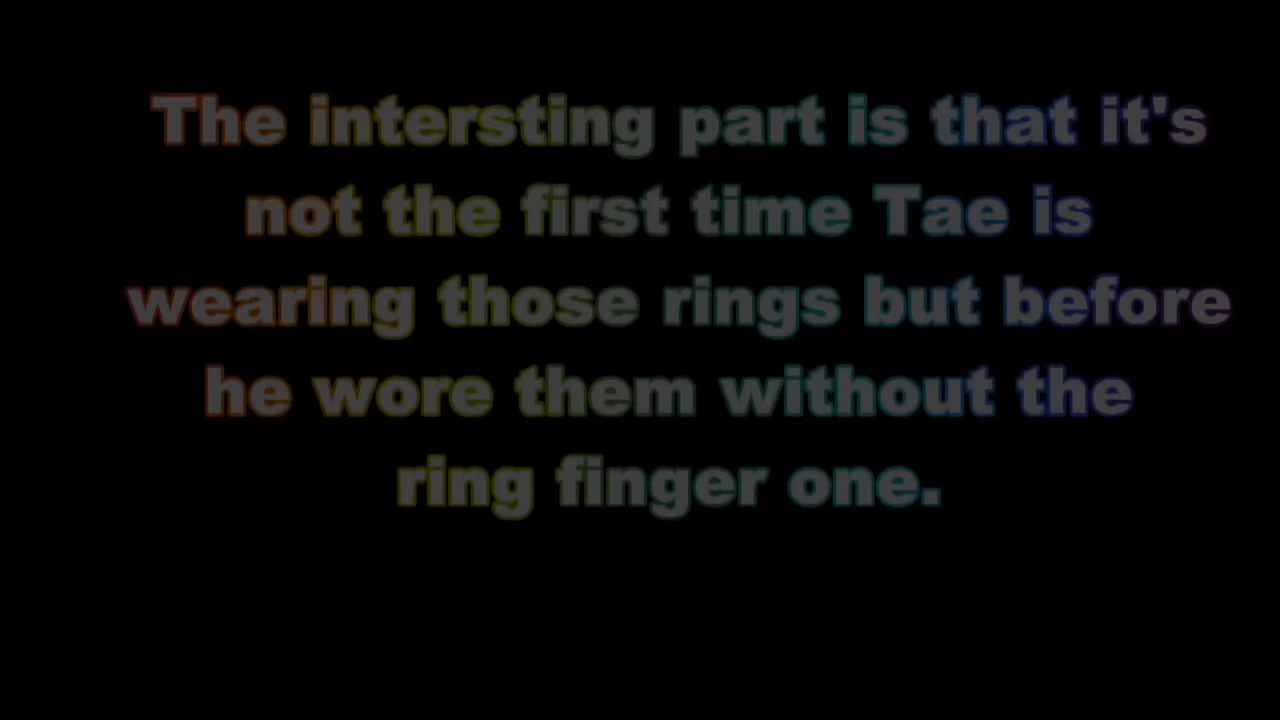 The intersting part is that it's
not the first time Tae is
wearing those rings but before
he wore them without the
ring finger one.